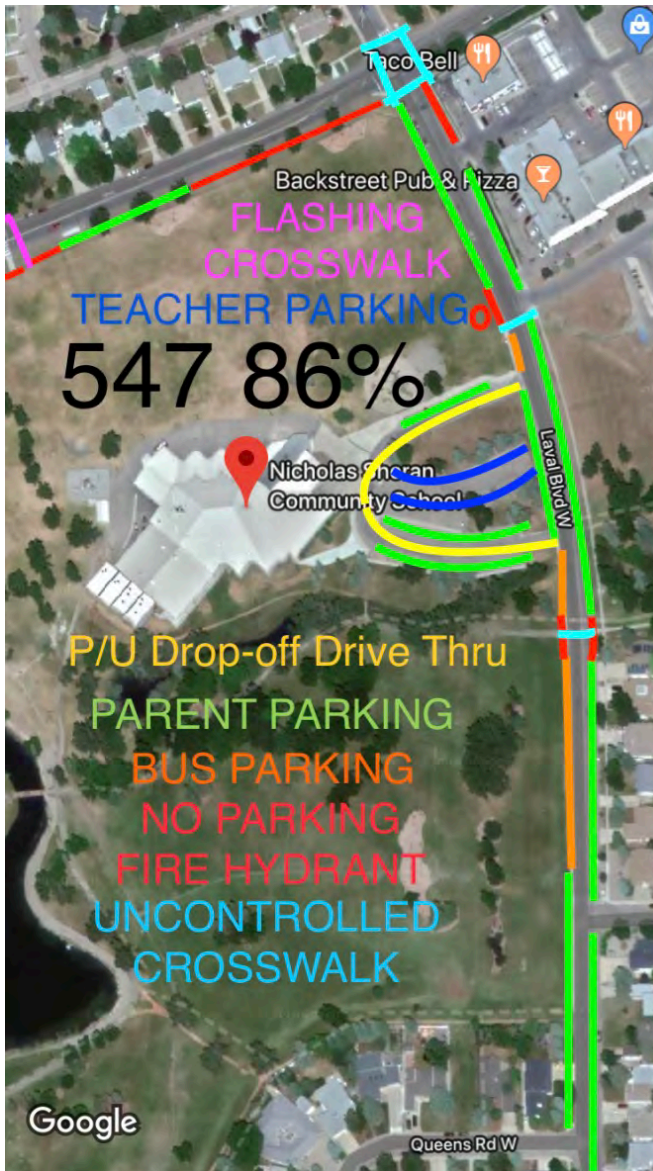 Taco Bell
Backstreet Pub & Pizza
FLASHING
CROSSWALK
TEACHER PARKING
547 86%
Laval Blvd W
Nicholas Sheran
Community School
P/U Drop-off Drive Thru
PARENT PARKING
BUS PARKING
NO PARKING
FIRE HYDRANT
UNCONTROLLED
CROSSWALK
Google
Queens Rd W